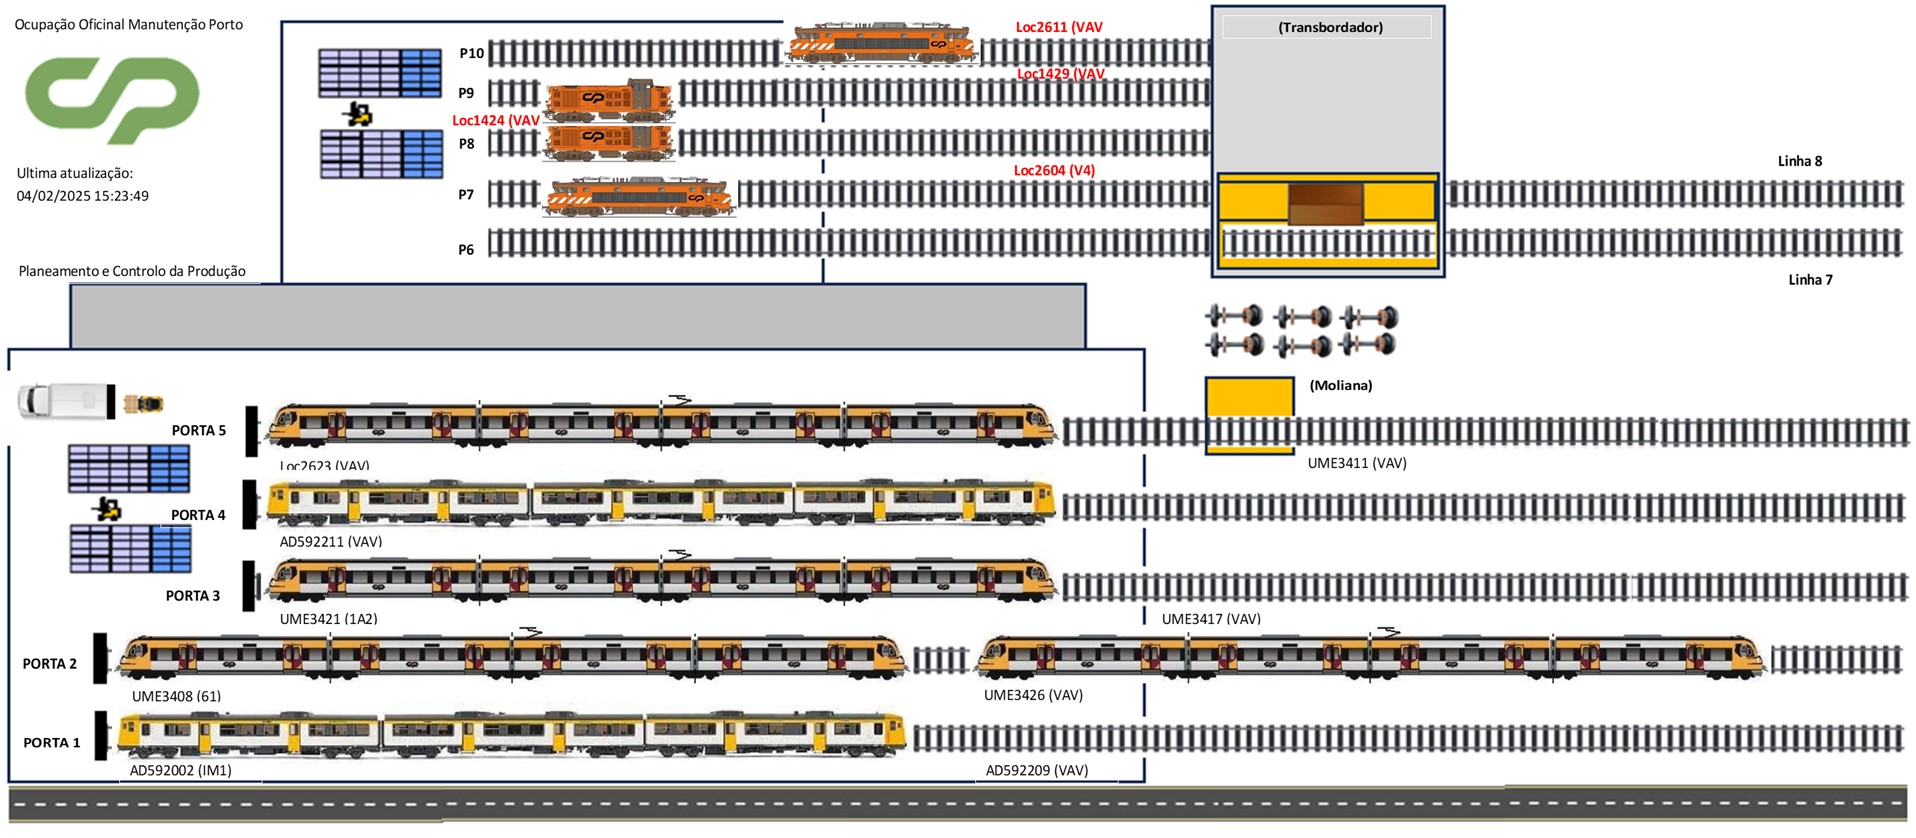 Ocupação Oficinal Manutenção Porto
Ultima atualização:
04/02/2025 15:23:49
Planeamento e Controlo da Produção
P10
Loc2611 (VAV
(Transbordador)
P9
Loc1429 (VAV
Loc1424 (VAV
P8
P7
Loc2604 (V4)
P6
Linha 8
Linha 7
(Moliana)
PORTA 5
Loc2623 (VAV)
UME3411 (VAV)
PORTA 4
AD592211 (VAV)
PORTA 3
UME3421 (1A2)
UME3417 (VAV)
PORTA 2
UME3408 (61)
UME3426 (VAV)
PORTA 1
AD592002 (IM1)
AD592209 (VAV)